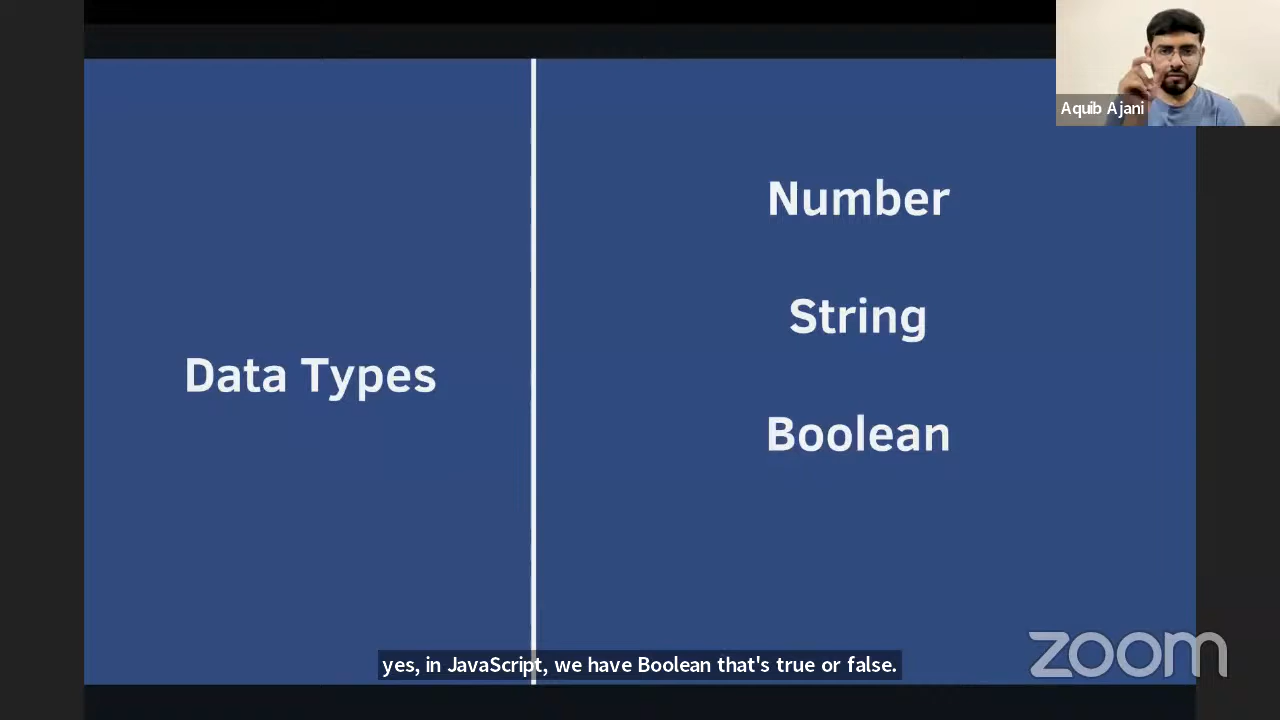 Aquib Ajani
Number
String
Data Types
Boolean
yes, in JavaScript, we have Boolean that's true or false.
zoom